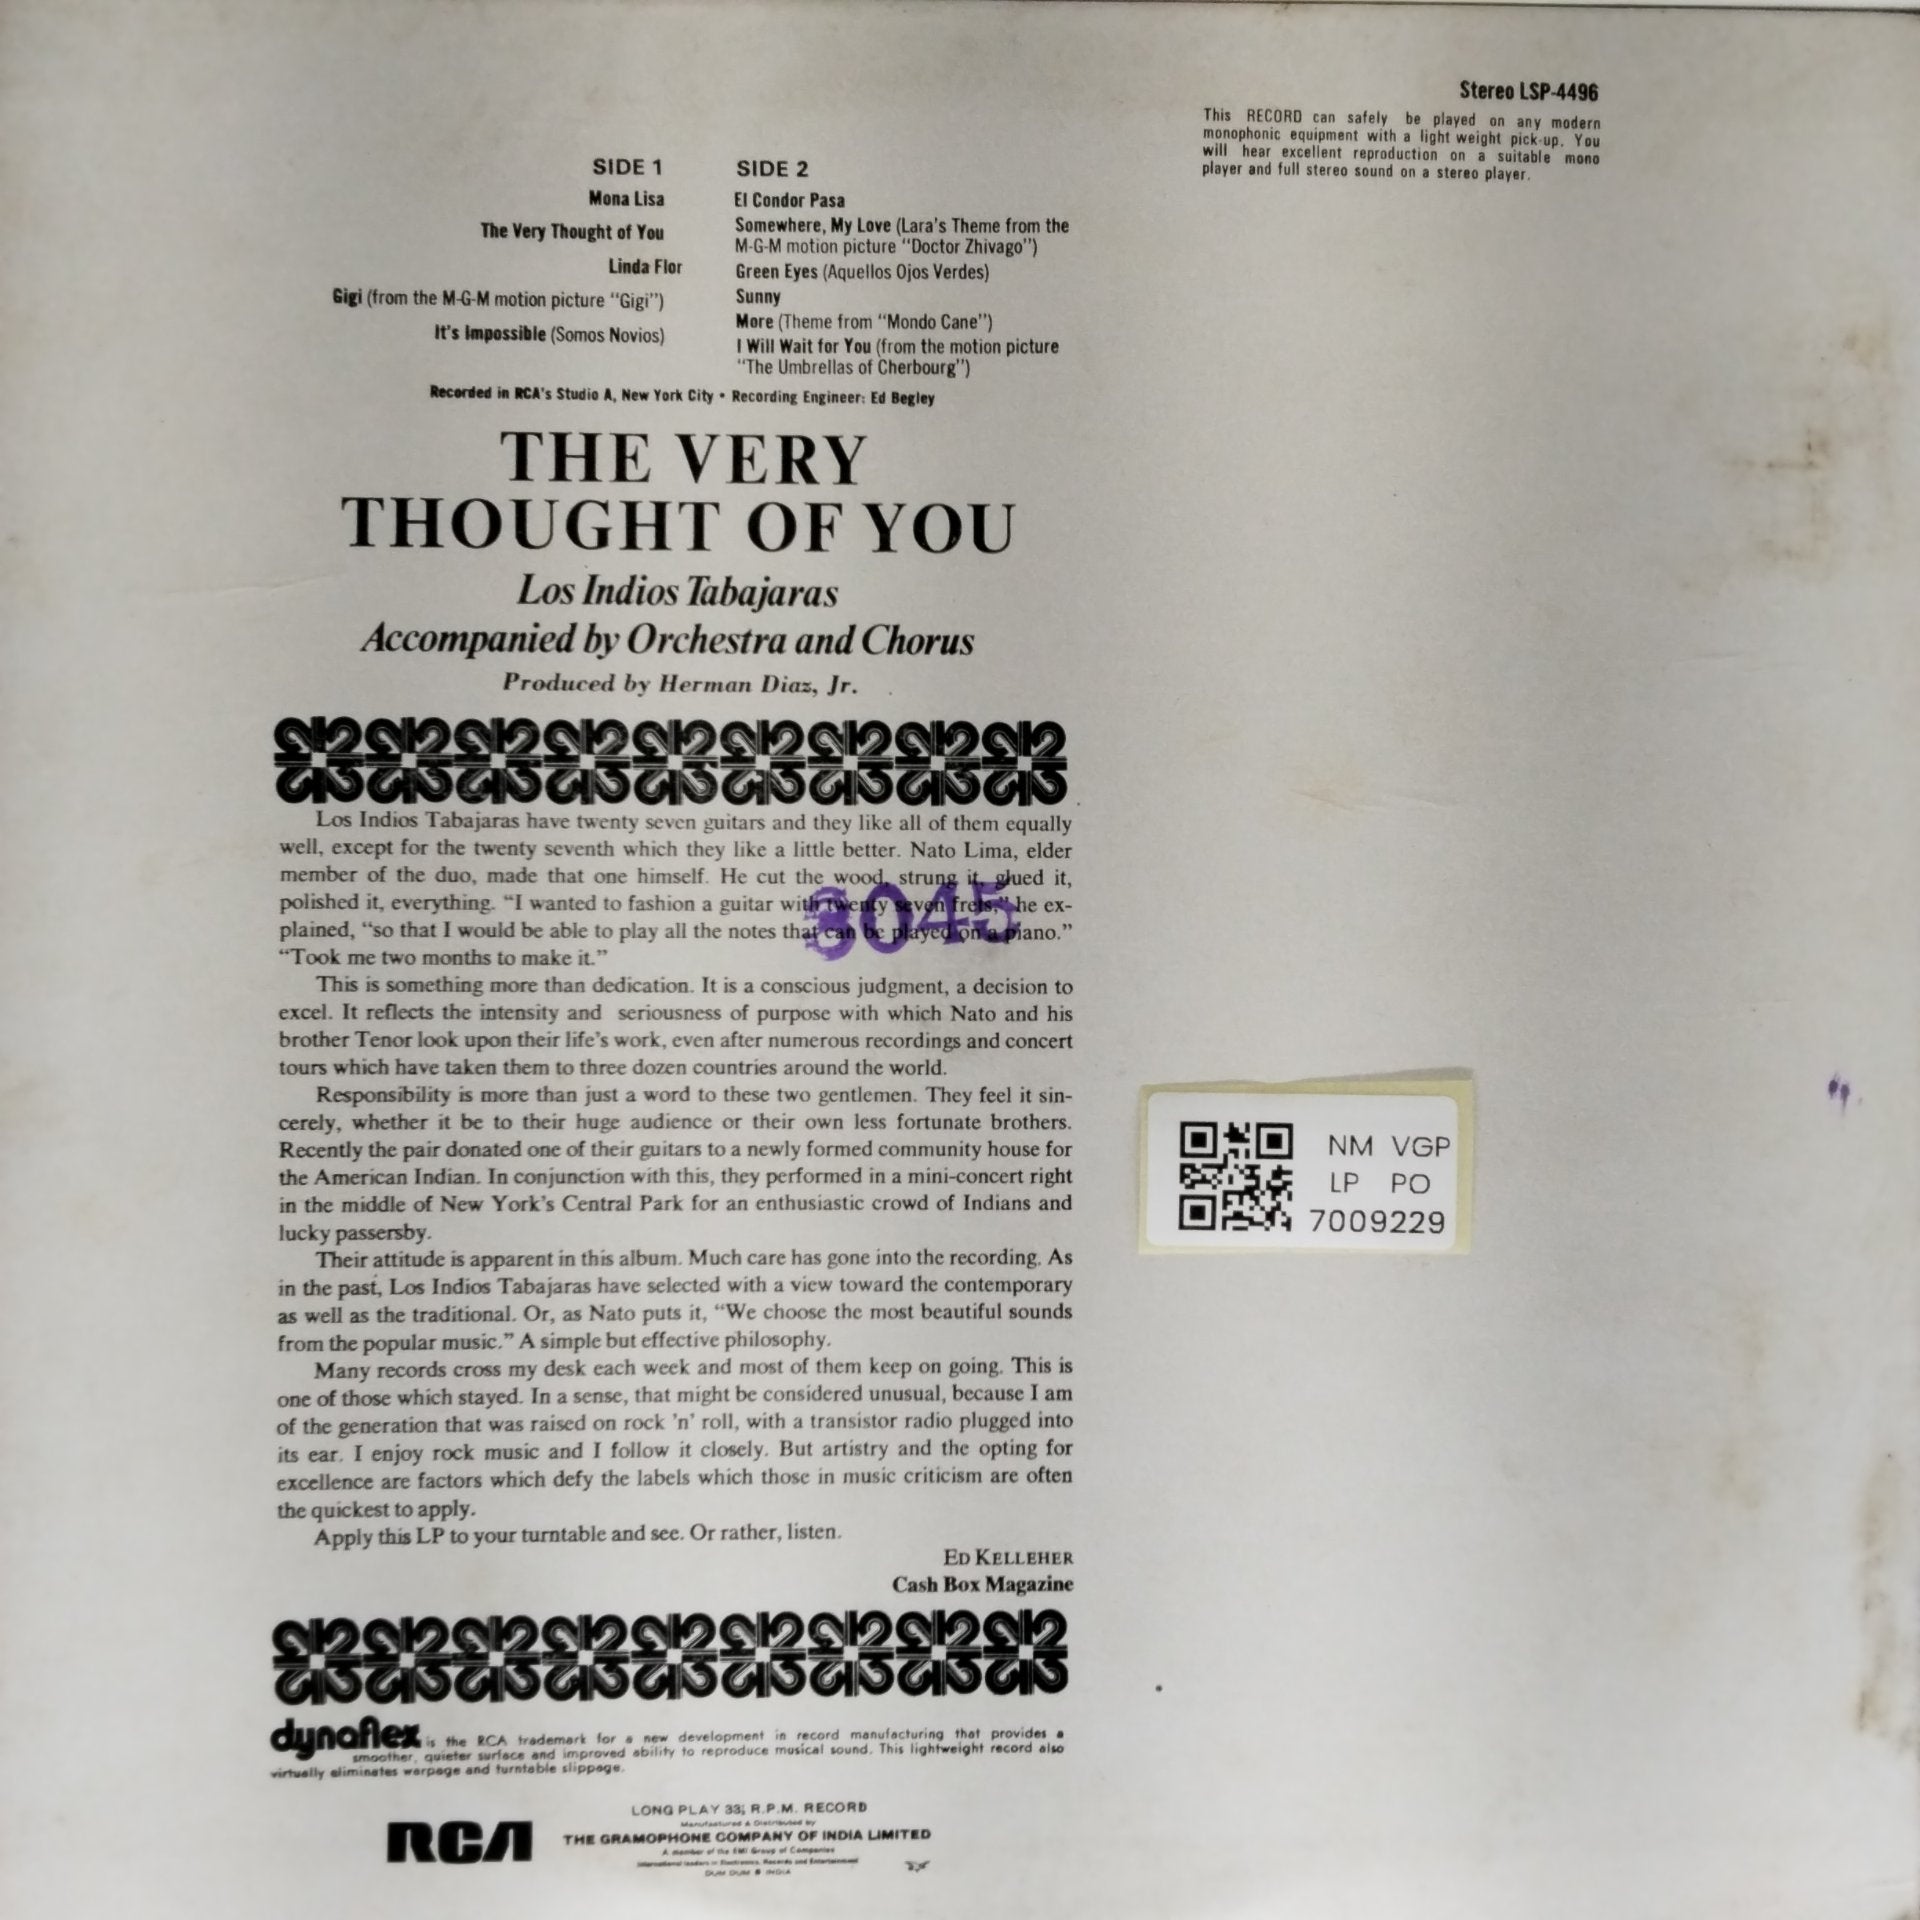 Stereo LSP-4496
This RECORD can safely be played on any modern
monophonic equipment with a light weight pick-up. You
will hear excellent reproduction on a suitable mono
player and full stereo sound on a stereo player.
SIDE 1
Mona Lisa
The Very Thought of You
Linda Flor
Gigi (from the M-G-M motion picture "Gigi")
It's Impossible (Somos Novios)
SIDE 2
El Condor Pasa
Somewhere, My Love (Lara's Theme from the
M-G-M motion picture "Doctor Zhivago")
Green Eyes (Aquellos Ojos Verdes)
Sunny
More (Theme from "Mondo Cane")
I Will Wait for You (from the motion picture
"The Umbrellas of Cherbourg")
Recorded in RCA's Studio A, New York City • Recording Engineer: Ed Begley
THE VERY
THOUGHT OF YOU
Los Indios Tabajaras
Accompanied by Orchestra and Chorus
Produced by Herman Diaz, Jr.
Los Indios Tabajaras have twenty seven guitars and they like all of them equally
well, except for the twenty seventh which they like a little better. Nato Lima, elder
member of the duo, made that one himself. He cut the wood, strung it, glued it,
polished it, everything. "I wanted to fashion a guitar with twenty seven frets," he ex-
plained, "so that I would be able to play all the notes that can be played on a piano."
"Took me two months to make it."
3045
This is something more than dedication. It is a conscious judgment, a decision to
excel. It reflects the intensity and seriousness of purpose with which Nato and his
brother Tenor look upon their life's work, even after numerous recordings and concert
tours which have taken them to three dozen countries around the world.
Responsibility is more than just a word to these two gentlemen. They feel it sin-
cerely, whether it be to their huge audience or their own less fortunate brothers.
Recently the pair donated one of their guitars to a newly formed community house for
the American Indian. In conjunction with this, they performed in a mini-concert right
in the middle of New York's Central Park for an enthusiastic crowd of Indians and
lucky passersby.
Their attitude is apparent in this album. Much care has gone into the recording. As
in the past, Los Indios Tabajaras have selected with a view toward the contemporary
as well as the traditional. Or, as Nato puts it, "We choose the most beautiful sounds
from the popular music." A simple but effective philosophy.
Many records cross my desk each week and most of them keep on going. This is
one of those which stayed. In a sense, that might be considered unusual, because I am
of the generation that was raised on rock 'n' roll, with a transistor radio plugged into
its ear. I enjoy rock music and I follow it closely. But artistry and the opting for
excellence are factors which defy the labels which those in music criticism are often
the quickest to apply.
Apply this LP to your turntable and see. Or rather, listen.
ED KELLEHER
Cash Box Magazine
NM VGP
LP PO
7009229
dynaflex is the RCA trademark for a new development in record manufacturing that provides a
smoother, quieter surface and improved ability to reproduce musical sound. This lightweight record also
virtually eliminates warpage and turntable slippage.
RCA
LONG PLAY 33⅓ R.P.M. RECORD
Manufactured & Distributed by
THE GRAMOPHONE COMPANY OF INDIA LIMITED
A member of the EMI Group of Companies
International leaders in Electronics, Records and Entertainment
DUM DUM INDIA